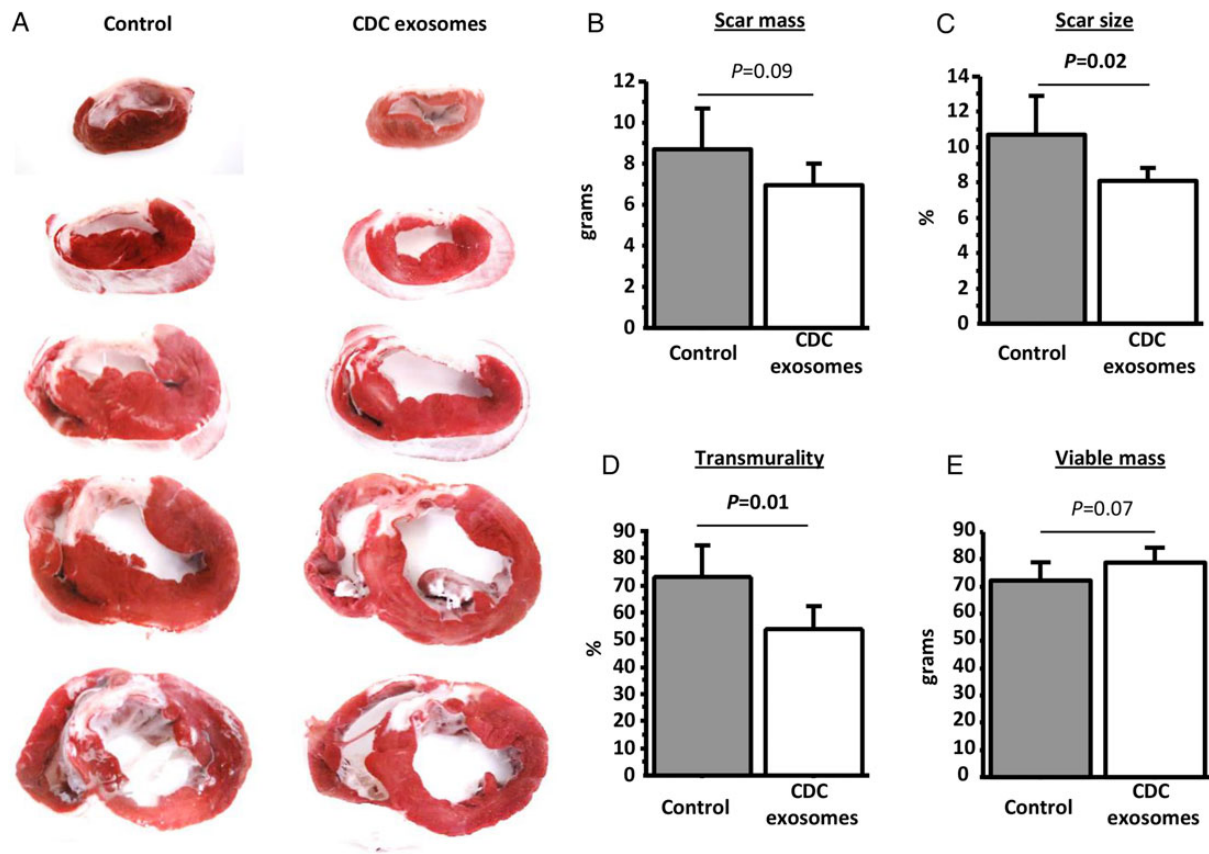 A
Control
CDC exosomes
B
Scar mass
P=0.09
12
10
8
6
4
2
0
grams
Control
CDC
exosomes
C
Scar size
P=0.02
14
12
10
8
6
4
2
0
%
Control
CDC
exosomes
D
Transmurality
P=0.01
90
80
70
60
50
40
30
20
10
0
%
Control
CDC
exosomes
E
Viable mass
P=0.07
90
80
70
60
50
40
30
20
10
0
grams
Control
CDC
exosomes